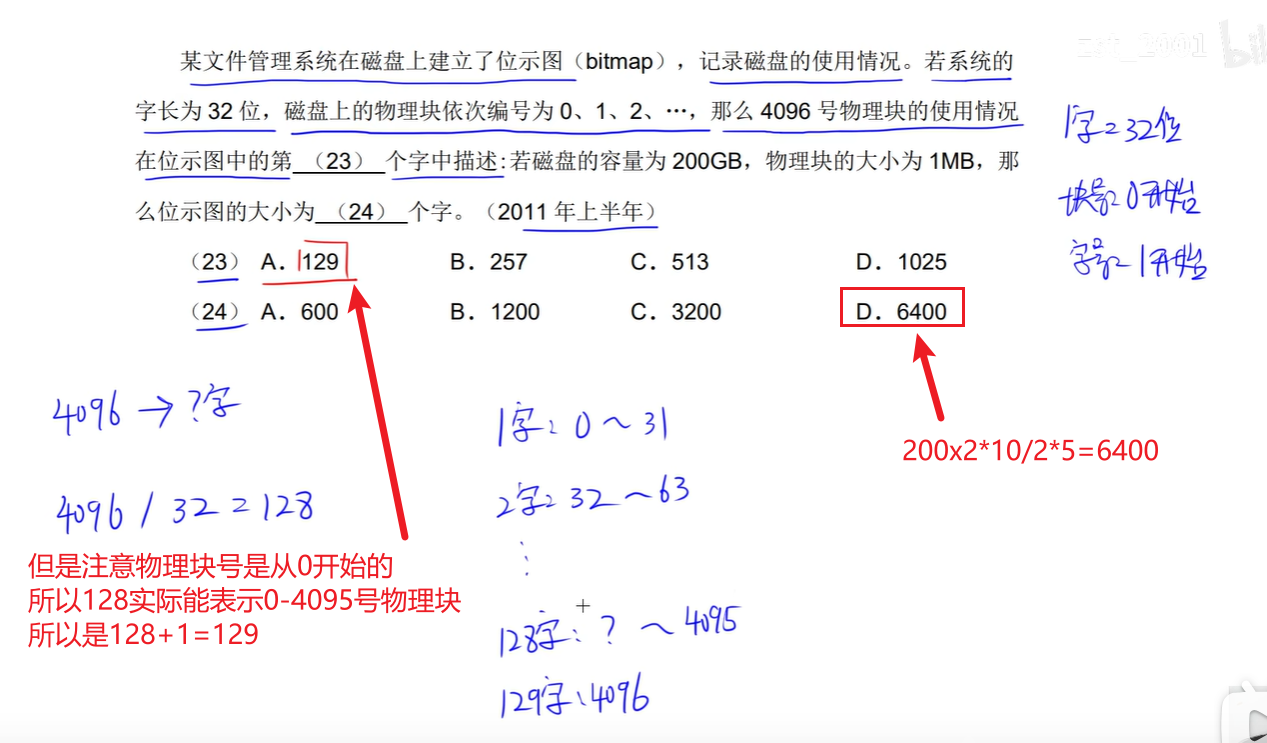 某文件管理系统在磁盘上建立了位示图（bitmap），记录磁盘的使用情况。若系统的
字长为 32 位，磁盘上的物理块依次编号为 0、1、2、…，那么 4096 号物理块的使用情况
在位示图中的第 （23） 个字中描述:若磁盘的容量为 200GB，物理块的大小为 1MB，那
么位示图的大小为 （24） 个字。（2011 年上半年）
（23） A．129 B．257 C．513 D．1025
（24） A．600 B．1200 C．3200 D．6400
1字=32位
块号:0开始
字号:1开始
4096 → ?字
4096 / 32 = 128
但是注意物理块号是从0开始的
所以128实际能表示0-4095号物理块
所以是128+1=129
1字: 0 ~ 31
2字: 32 ~ 63
⋮
128字: ? ~ 4095
129字: 4096
200x2*10/2*5=6400